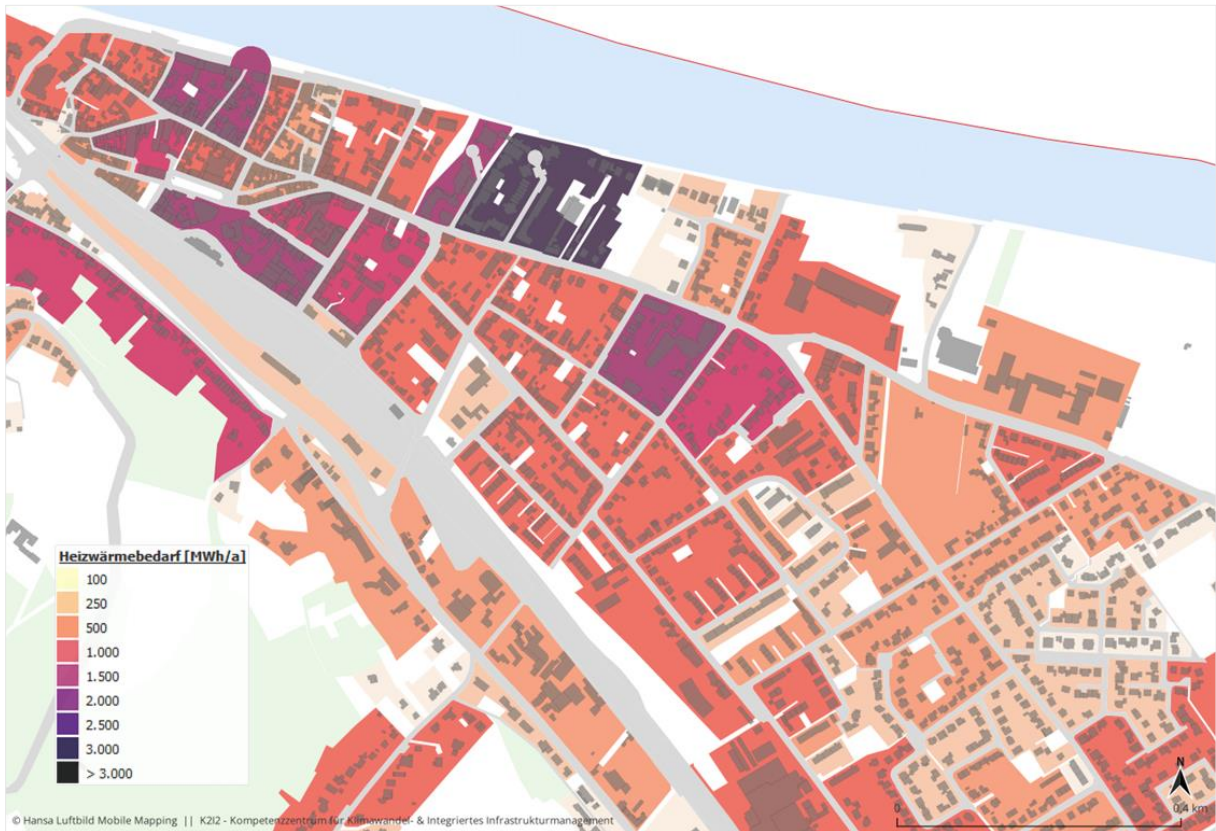 Heizwärmebedarf [MWh/a]
100
250
500
1.000
1.500
2.000
2.500
3.000
> 3.000
N
0
0,4 km
© Hansa Luftbild Mobile Mapping || K2I2 - Kompetenzzentrum für Klimawandel- & Integriertes Infrastrukturmanagement